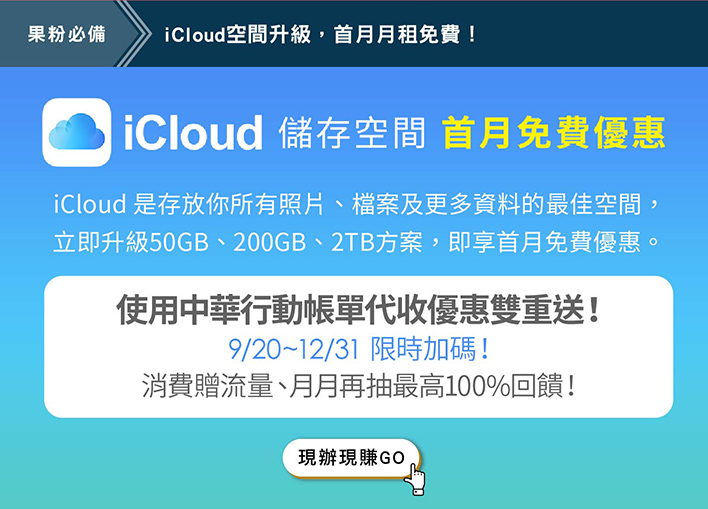 果粉必備
iCloud空間升級，首月月租免費！
iCloud 儲存空間 首月免費優惠
iCloud 是存放你所有照片、檔案及更多資料的最佳空間，
立即升級50GB、200GB、2TB方案，即享首月免費優惠。
使用中華行動帳單代收優惠雙重送！
9/20~12/31 限時加碼！
消費贈流量、月月再抽最高100%回饋！
現辦現賺GO